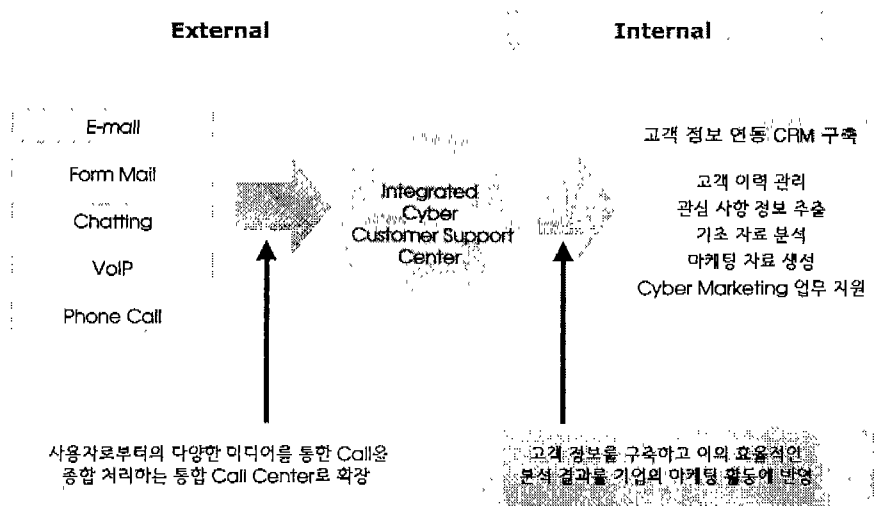 External
Internal
E-mail
Form Mail
Chatting
VoIP
Phone Call
Integrated
Cyber
Customer Support
Center
고객 정보 연동 CRM 구축
고객 이력 관리
관심 사항 정보 추출
기초 자료 분석
마케팅 자료 생성
Cyber Marketing 업무 지원
사용자로부터의 다양한 미디어를 통한 Call을
종합 처리하는 통합 Call Center로 확장
고객 정보를 구축하고 이의 효율적인
분석 결과를 기업의 마케팅 활동에 반영